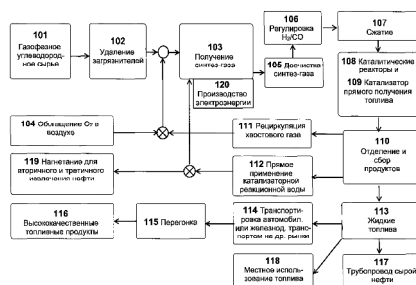 101
Газофазное
углеводород-
ное сырье
102
Удаление
загрязнителей
103
Получение
синтез-газа
120
Производство
электроэнергии
106
Регулировка
H₂/CO
105 Доочистка
синтез-газа
107
Сжатие
108 Каталитические
реакторы и
109 Катализатор
прямого получения
топлива
104 Обогащение O₂ в
воздухе
111 Рециркуляция
хвостового газа
110
Отделение и
сбор
продуктов
119 Нагнетание для
вторичного и третичного
извлечения нефти
112 Прямое
применение
катализаторной
реакционной воды
116
Высококачественные
топливные продукты
115 Перегонка
114 Транспорти-
ровка автомобил.
или железнод. транс-
портом на др. рынки
113
Жидкие
топлива
118
Местное исполь-
зование топлива
117
Трубопровод сырой
нефти